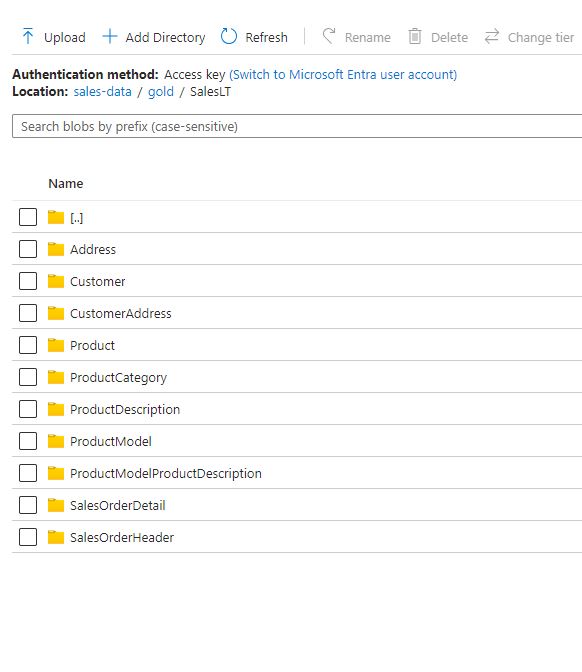 Upload Add Directory Refresh Rename Delete Change tier
Authentication method: Access key (Switch to Microsoft Entra user account)
Location: sales-data / gold / SalesLT
Search blobs by prefix (case-sensitive)
Name
[..]
Address
Customer
CustomerAddress
Product
ProductCategory
ProductDescription
ProductModel
ProductModelProductDescription
SalesOrderDetail
SalesOrderHeader